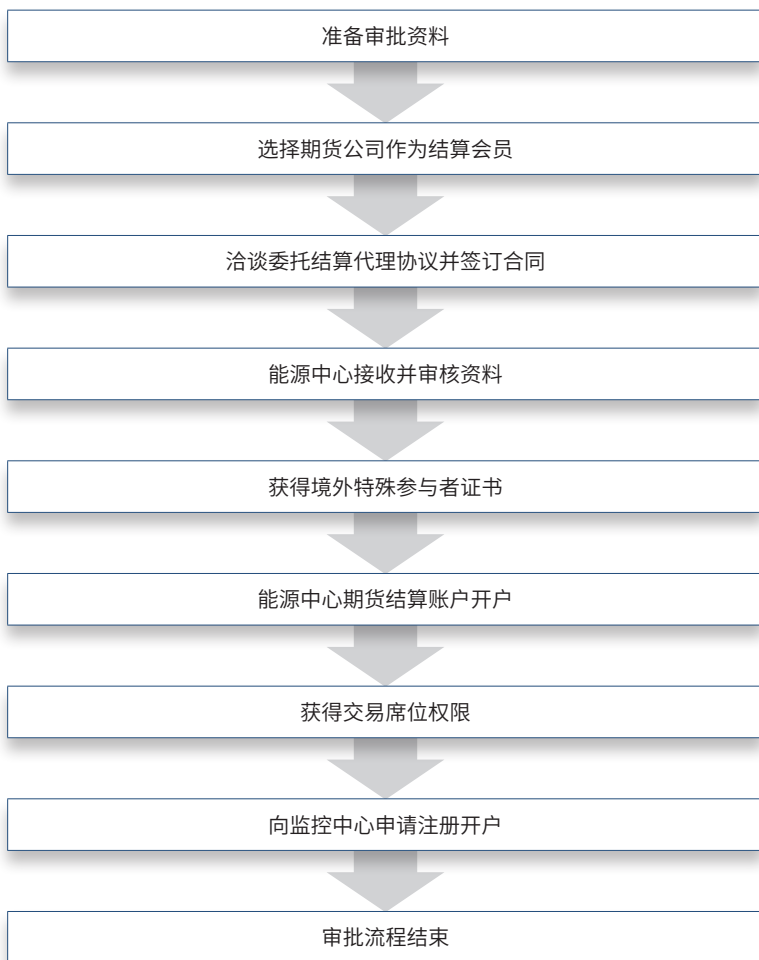 准备审批资料
选择期货公司作为结算会员
洽谈委托结算代理协议并签订合同
能源中心接收并审核资料
获得境外特殊参与者证书
能源中心期货结算账户开户
获得交易席位权限
向监控中心申请注册开户
审批流程结束